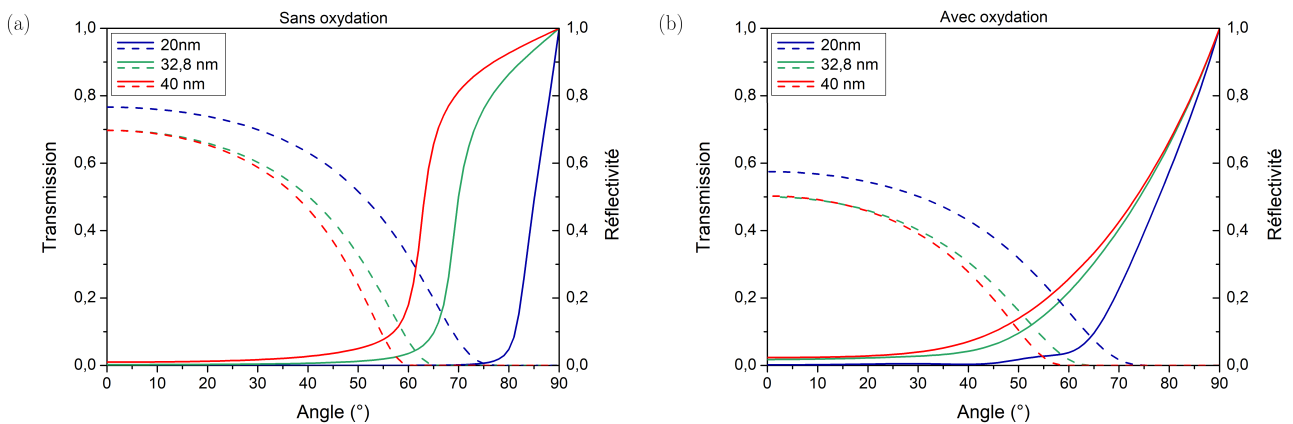 (a)
Sans oxydation
20nm
32,8 nm
40 nm
Transmission
Réflectivité
1,0
0,8
0,6
0,4
0,2
0,0
1,0
0,8
0,6
0,4
0,2
0,0
0 10 20 30 40 50 60 70 80 90
Angle (°)
(b)
Avec oxydation
20nm
32,8 nm
40 nm
Transmission
Réflectivité
1,0
0,8
0,6
0,4
0,2
0,0
1,0
0,8
0,6
0,4
0,2
0,0
0 10 20 30 40 50 60 70 80 90
Angle (°)